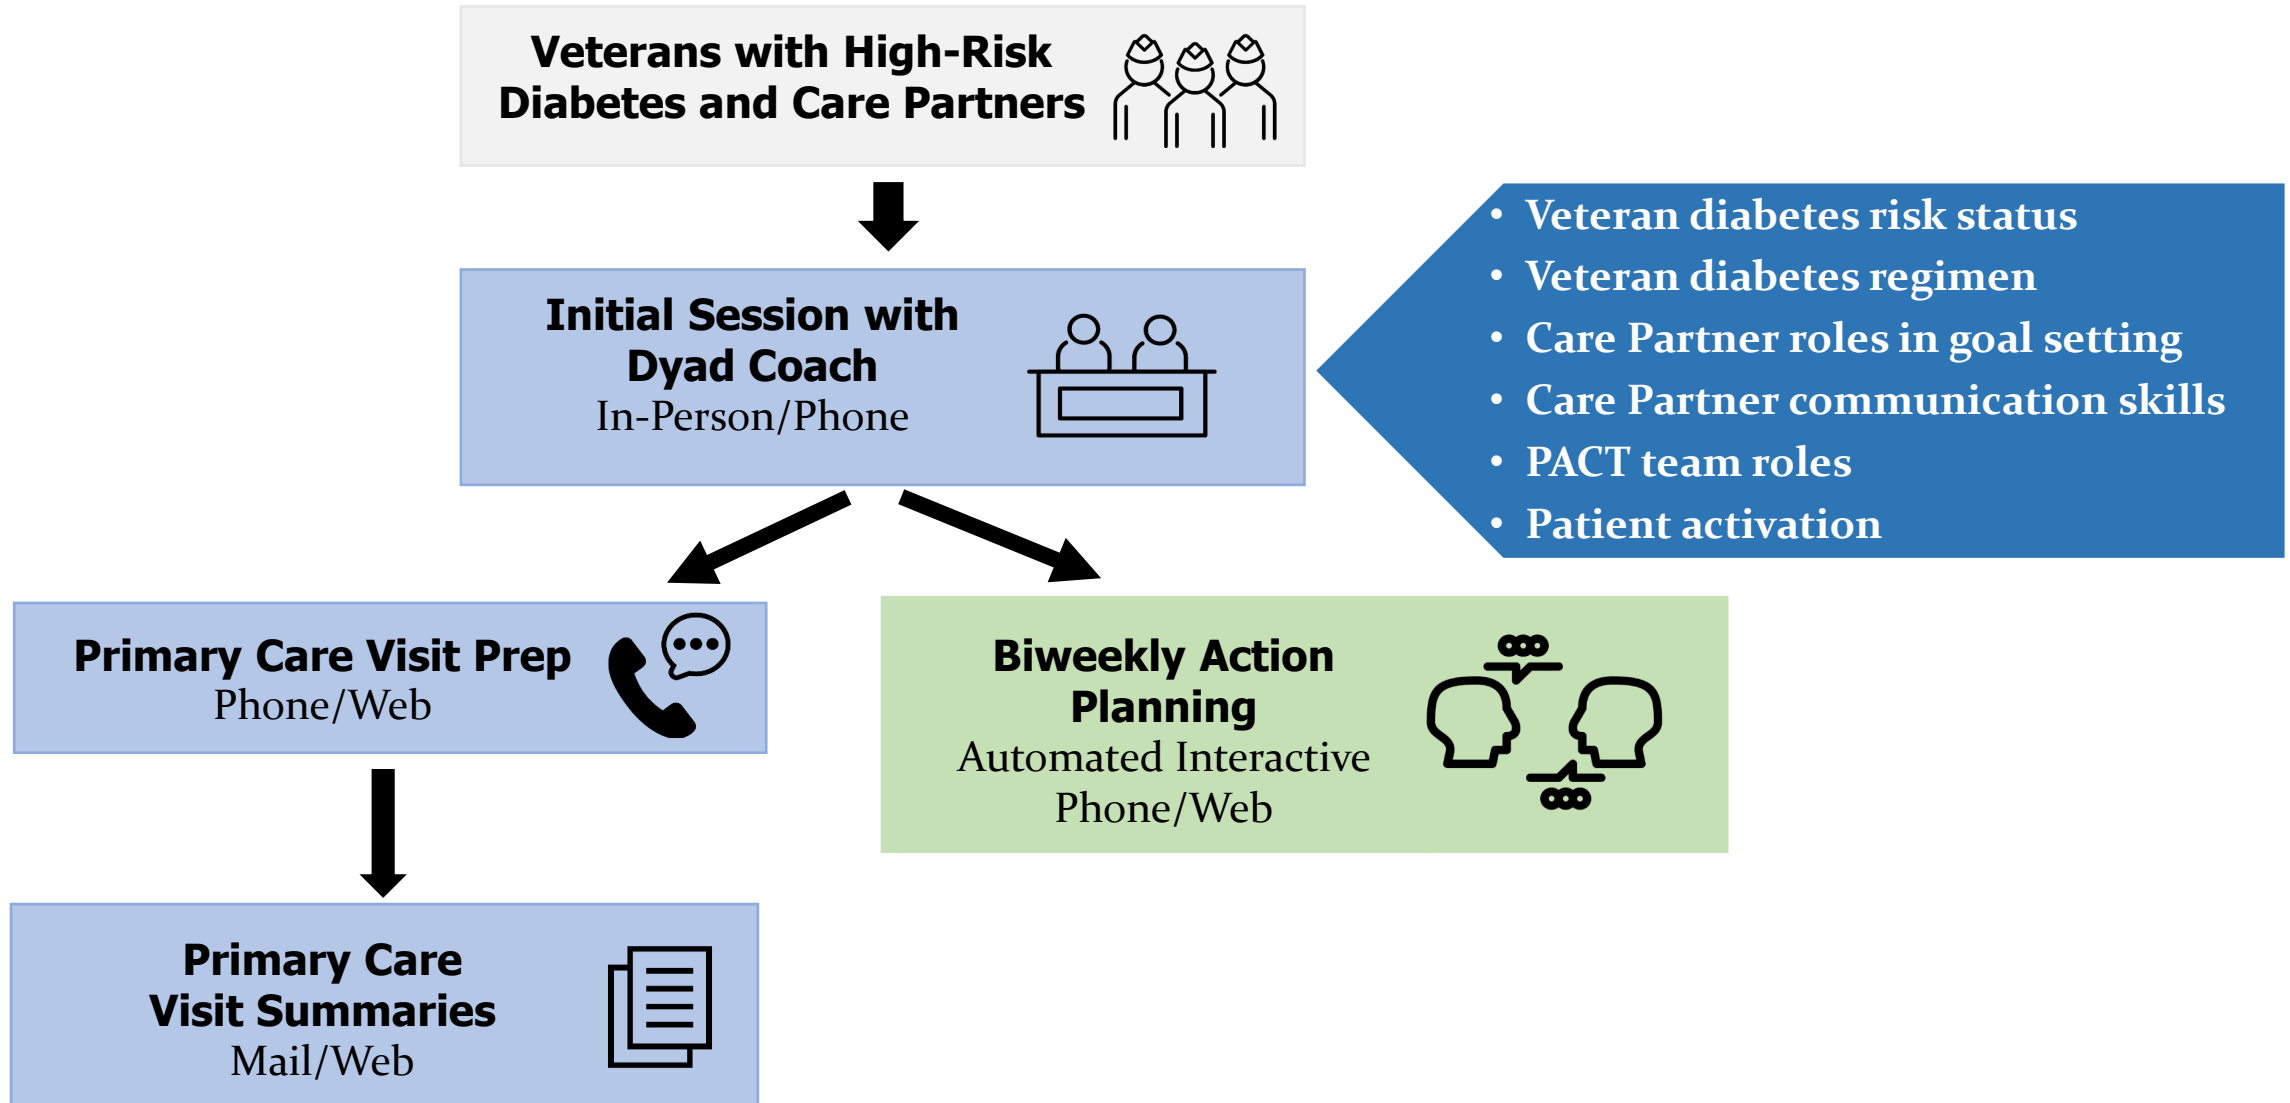 Veterans with High-Risk
Diabetes and Care Partners
Initial Session with
Dyad Coach
In-Person/Phone
• Veteran diabetes risk status
• Veteran diabetes regimen
• Care Partner roles in goal setting
• Care Partner communication skills
• PACT team roles
• Patient activation
Primary Care Visit Prep
Phone/Web
Biweekly Action
Planning
Automated Interactive
Phone/Web
Primary Care
Visit Summaries
Mail/Web